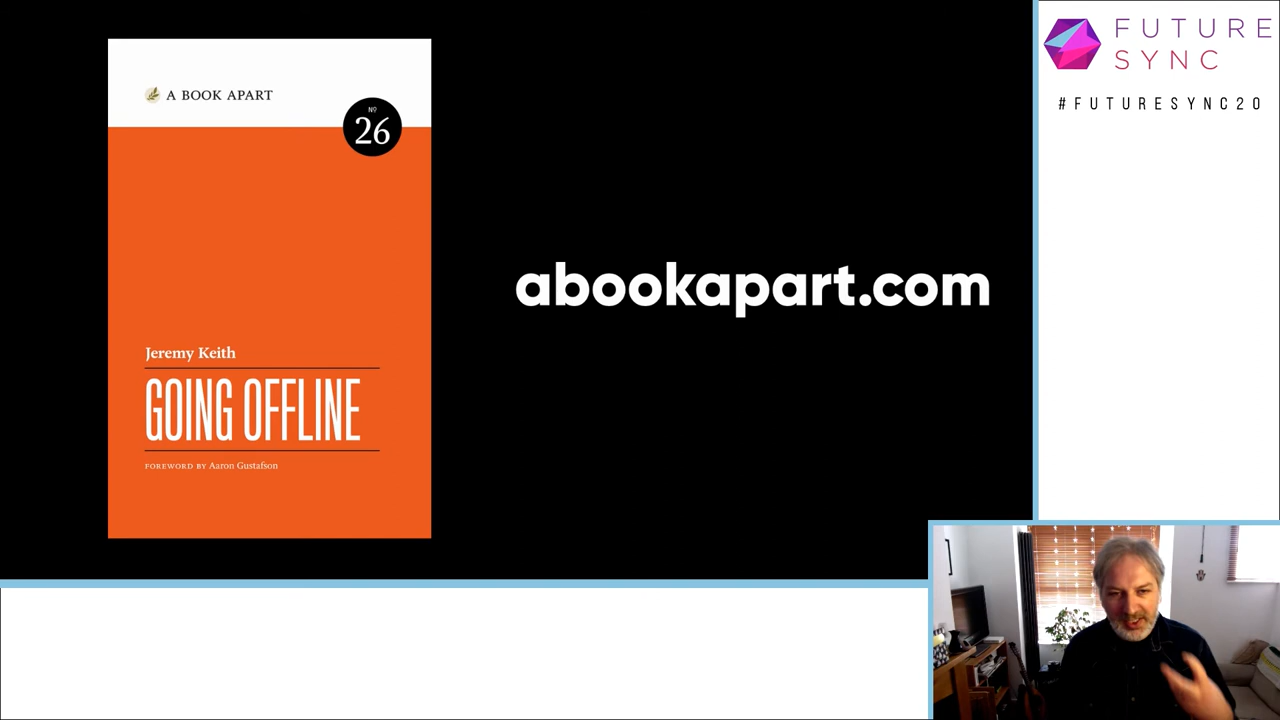 A BOOK APART
Nº
26
Jeremy Keith
GOING OFFLINE
FOREWORD BY Aaron Gustafson
abookapart.com
FUTURE
SYNC
#FUTURESYNC20